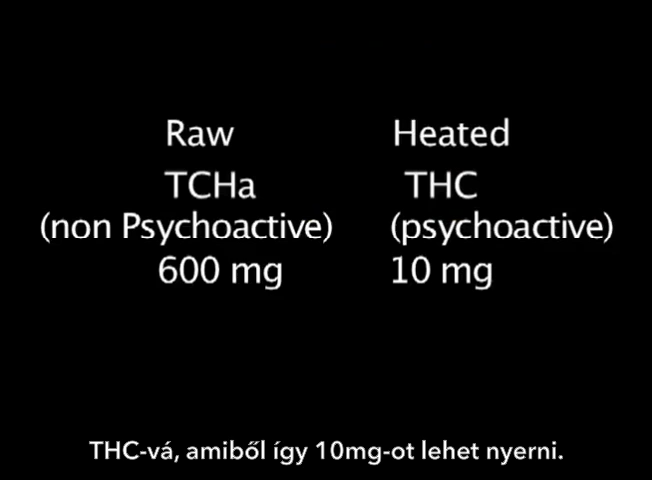 Raw Heated
TCHa THC
(non Psychoactive) (psychoactive)
600 mg 10 mg
THC-vá, amiből így 10mg-ot lehet nyerni.